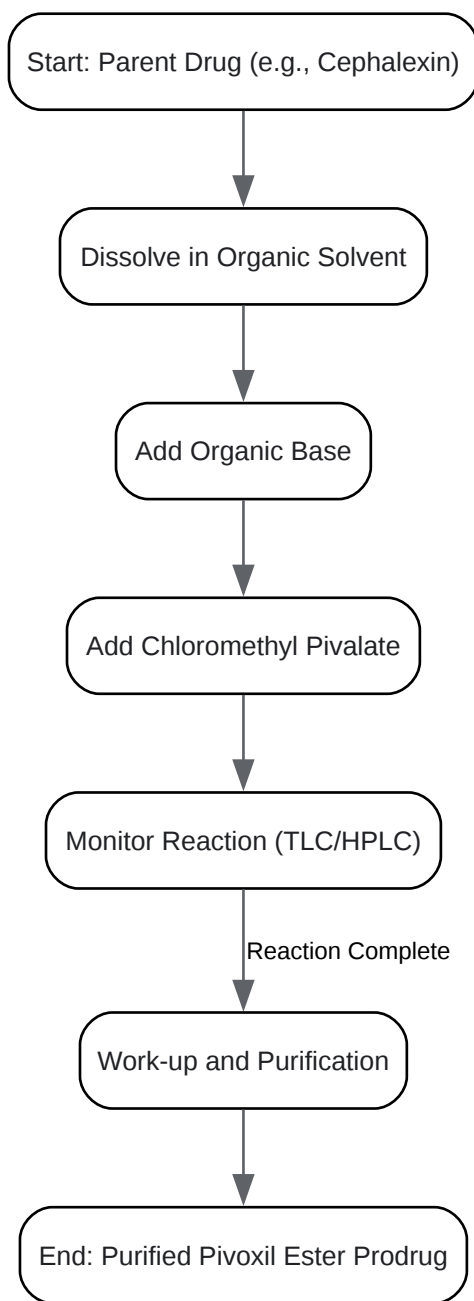 Start: Parent Drug (e.g., Cephalexin)
Dissolve in Organic Solvent
Add Organic Base
Add Chloromethyl Pivalate
Monitor Reaction (TLC/HPLC)
Reaction Complete
Work-up and Purification
End: Purified Pivoxil Ester Prodrug